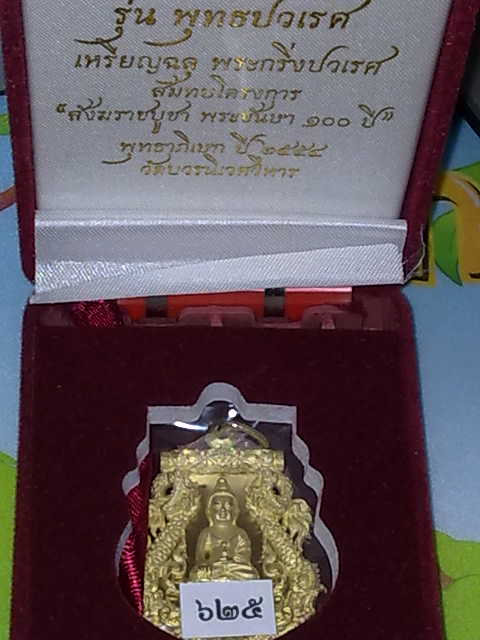 รุ่น พุทธปวเรศ
เหรียญฉลุ พระกริ่งปวเรศ
สมทบโครงการ
“สังฆราชบูชา พระชันษา ๑๐๐ ปี”
พุทธาภิเษก ปี ๒๕๕๔
วัดบวรนิเวศวิหาร
๖๒๕